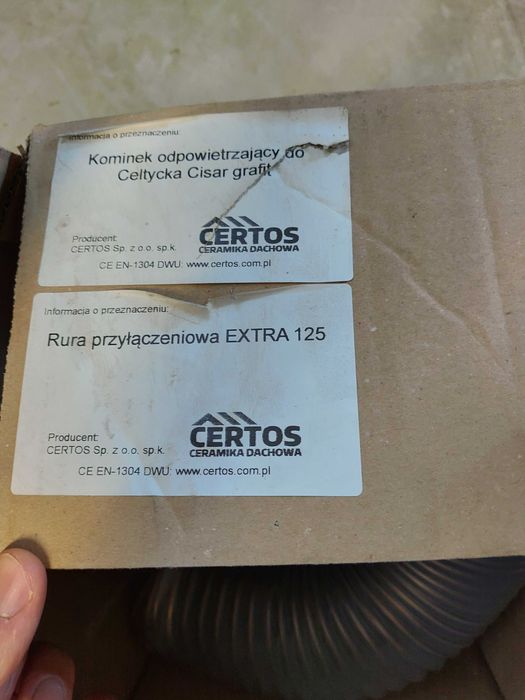 Informacja o przeznaczeniu:
Kominek odpowietrzający do
Celtycka Cisar grafit
Producent:
CERTOS Sp. z o.o. sp.k.
CERTOS
CERAMIKA DACHOWA
CE EN-1304 DWU: www.certos.com.pl
Informacja o przeznaczeniu:
Rura przyłączeniowa EXTRA 125
Producent:
CERTOS Sp. z o.o. sp.k.
CERTOS
CERAMIKA DACHOWA
CE EN-1304 DWU: www.certos.com.pl